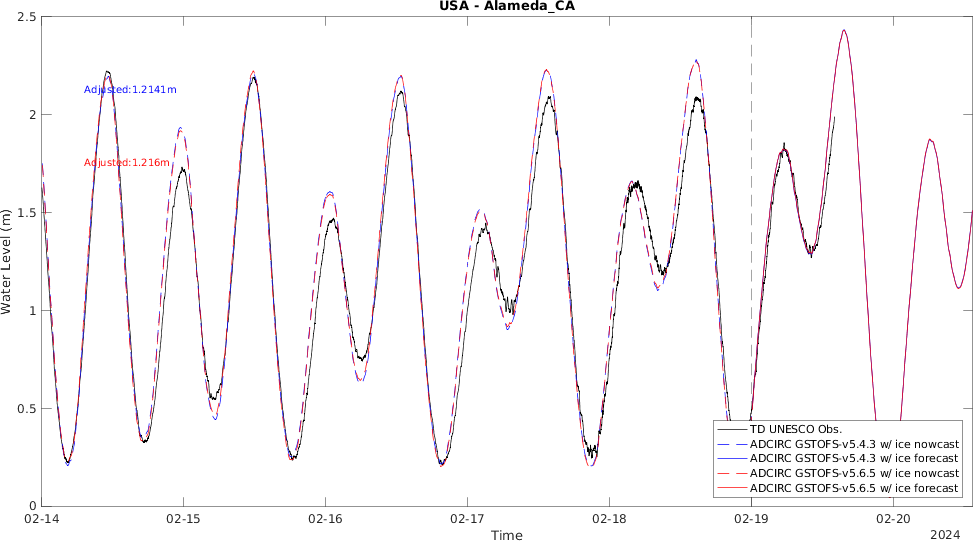 USA - Alameda_CA
2.5
2
1.5
1
0.5
0
Water Level (m)
Adjusted:1.2141m
Adjusted:1.216m
TD UNESCO Obs.
ADCIRC GSTOFS-v5.4.3 w/ ice nowcast
ADCIRC GSTOFS-v5.4.3 w/ ice forecast
ADCIRC GSTOFS-v5.6.5 w/ ice nowcast
ADCIRC GSTOFS-v5.6.5 w/ ice forecast
02-14 02-15 02-16 02-17 02-18 02-19 02-20
Time
2024